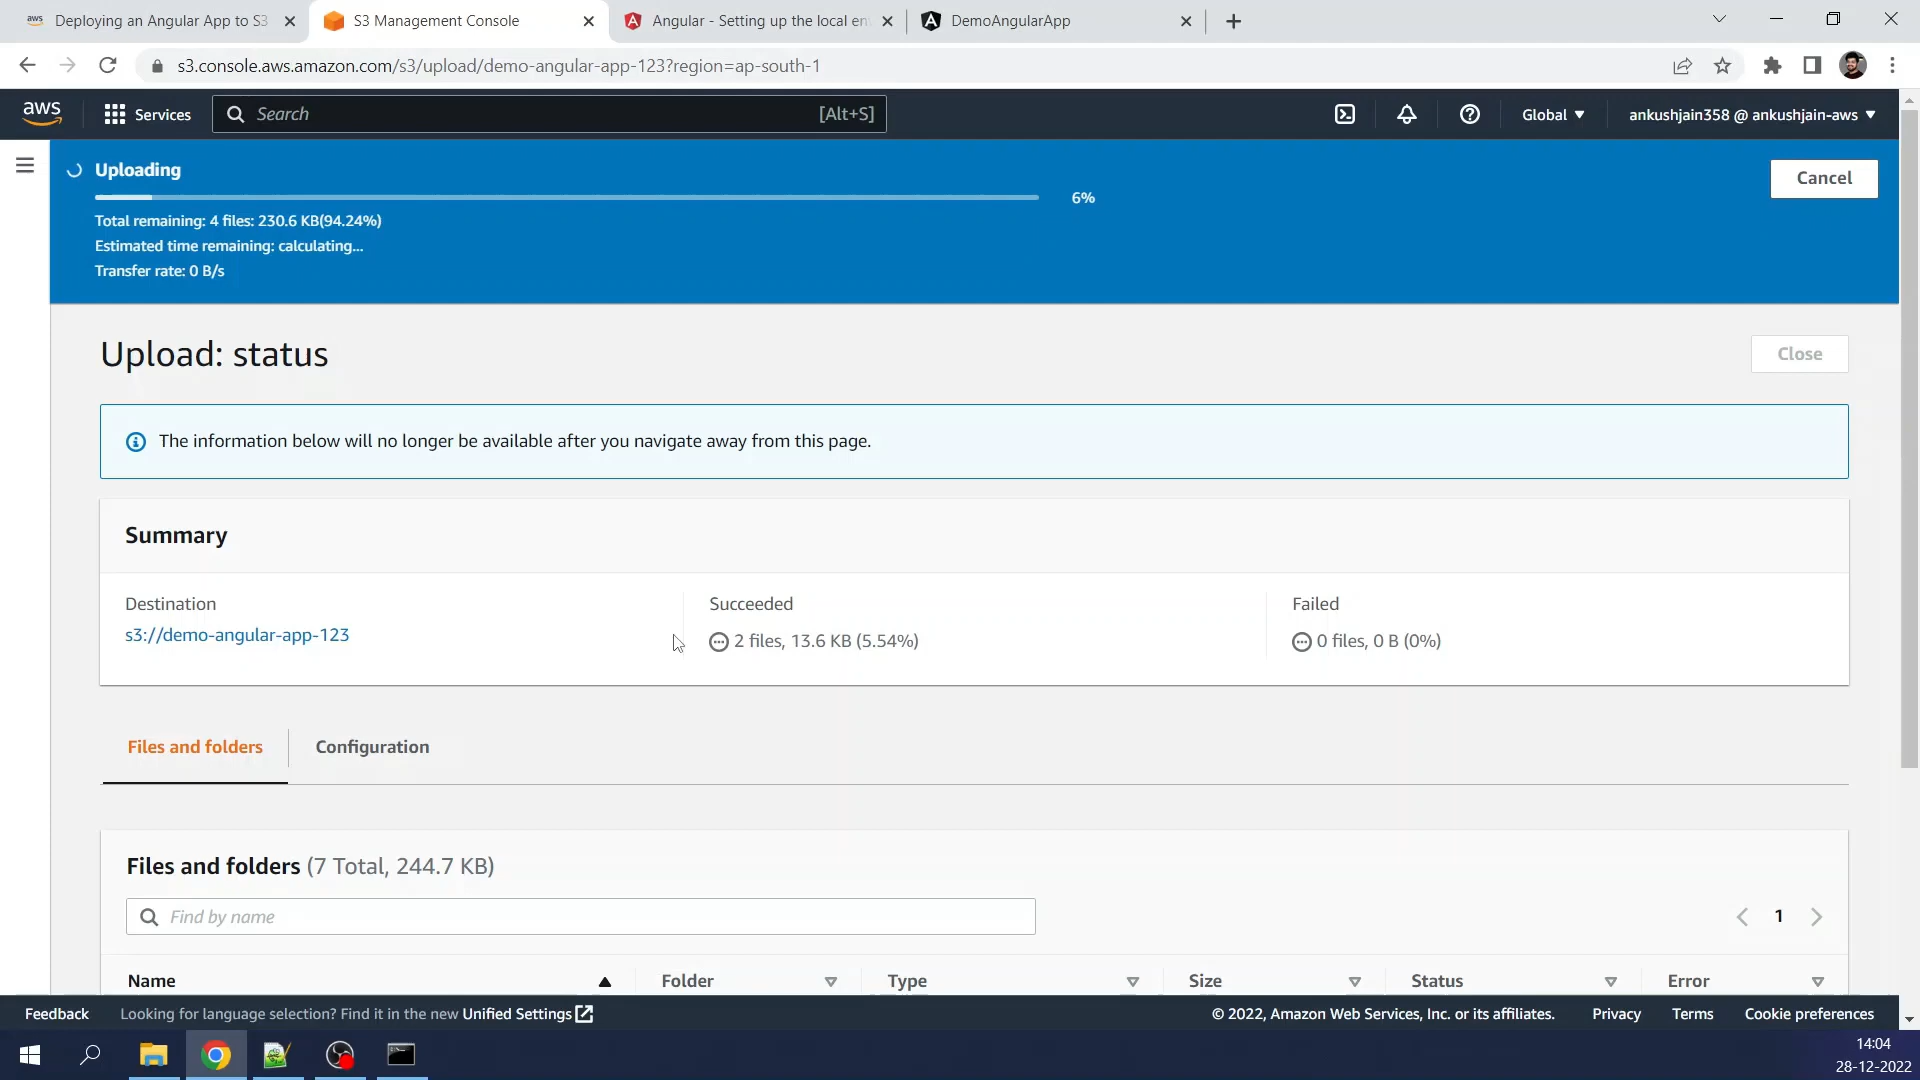 Deploying an Angular App to S3
S3 Management Console
Angular - Setting up the local en
DemoAngularApp
s3.console.aws.amazon.com/s3/upload/demo-angular-app-123?region=ap-south-1
aws
Services
Search
[Alt+S]
Global
ankushjain358 @ ankushjain-aws
Uploading
6%
Cancel
Total remaining: 4 files: 230.6 KB(94.24%)
Estimated time remaining: calculating...
Transfer rate: 0 B/s
Upload: status
Close
The information below will no longer be available after you navigate away from this page.
Summary
Destination
s3://demo-angular-app-123
Succeeded
2 files, 13.6 KB (5.54%)
Failed
0 files, 0 B (0%)
Files and folders
Configuration
Files and folders (7 Total, 244.7 KB)
Find by name
1
Name
Folder
Type
Size
Status
Error
Feedback
Looking for language selection? Find it in the new Unified Settings
© 2022, Amazon Web Services, Inc. or its affiliates.
Privacy
Terms
Cookie preferences
14:04
28-12-2022